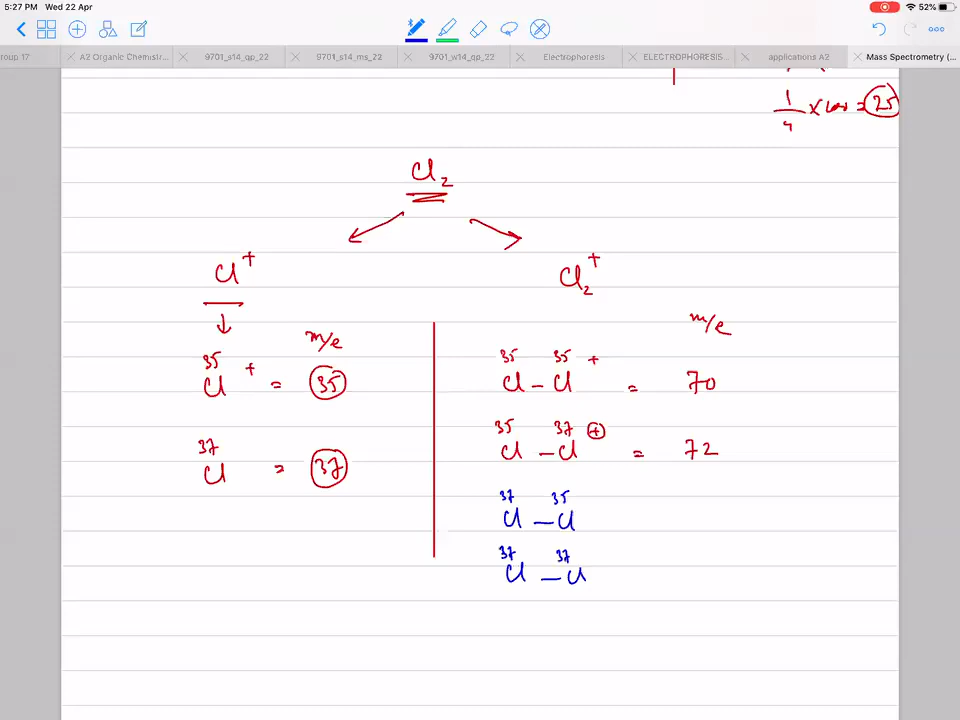 5:27 PM Wed 22 Apr 52%
roup 17 A2 Organic Chemistr... 9701_s14_qp_22 9701_s14_ms_22 9701_w14_qp_22 Electrophoresis ELECTROPHORESIS... applications A2 Mass Spectrometry (...
1/4 × 100 = 25
Cl₂
Cl⁺ Cl₂⁺
m/e m/e
³⁵Cl⁺ = 35 ³⁵Cl – ³⁵Cl⁺ = 70
³⁷Cl = 37 ³⁵Cl – ³⁷Cl⁺ = 72
³⁷Cl – ³⁵Cl
³⁷Cl – ³⁷Cl